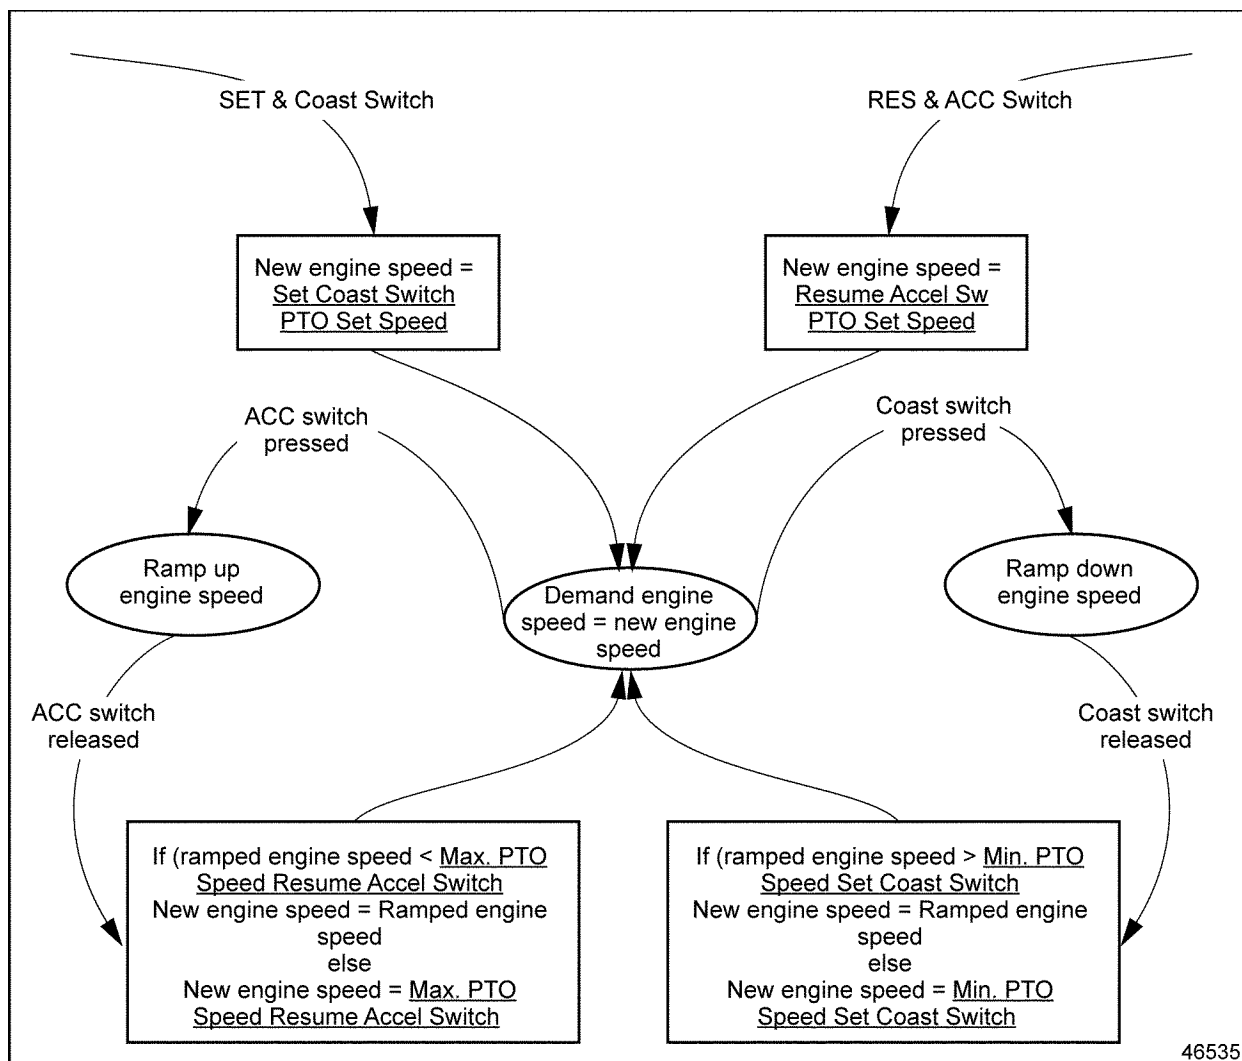 SET & Coast Switch
RES & ACC Switch
New engine speed =
Set Coast Switch
PTO Set Speed
New engine speed =
Resume Accel Sw
PTO Set Speed
ACC switch
pressed
Coast switch
pressed
Ramp up
engine speed
Demand engine
speed = new engine
speed
Ramp down
engine speed
ACC switch
released
Coast switch
released
If (ramped engine speed < Max. PTO
Speed Resume Accel Switch
New engine speed = Ramped engine
speed
else
New engine speed = Max. PTO
Speed Resume Accel Switch
If (ramped engine speed > Min. PTO
Speed Set Coast Switch
New engine speed = Ramped engine
speed
else
New engine speed = Min. PTO
Speed Set Coast Switch
46535